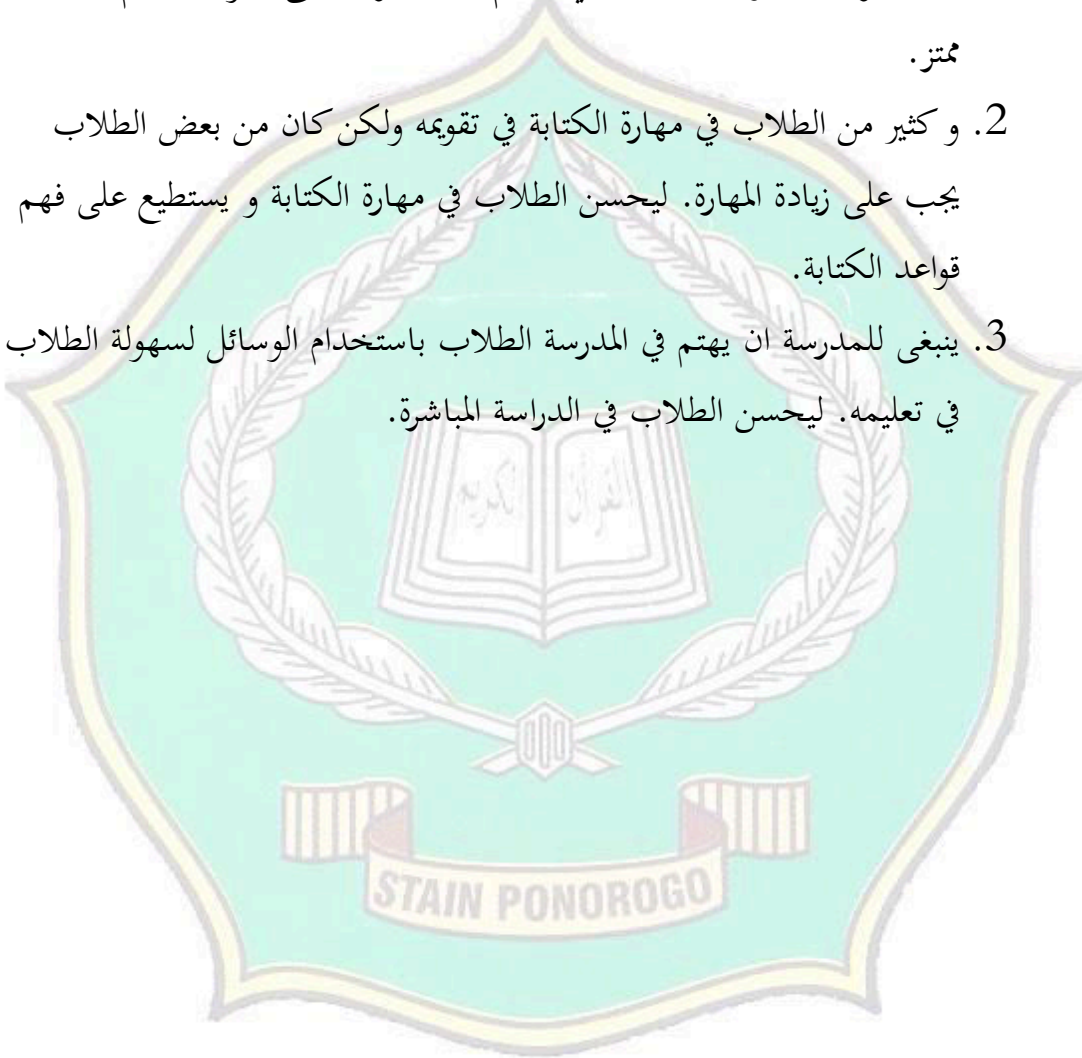 ممتز.
2. و كثير من الطلاب في مهارة الكتابة في تقويمه ولكن كان من بعض الطلاب
يجب على زيادة المهارة. ليحسن الطلاب في مهارة الكتابة و يستطيع على فهم
قواعد الكتابة.
3. ينبغى للمدرسة ان يهتم في المدرسة الطلاب باستخدام الوسائل لسهولة الطلاب
في تعليمه. ليحسن الطلاب في الدراسة المباشرة.
القرآن الكريم
STAIN PONOROGO